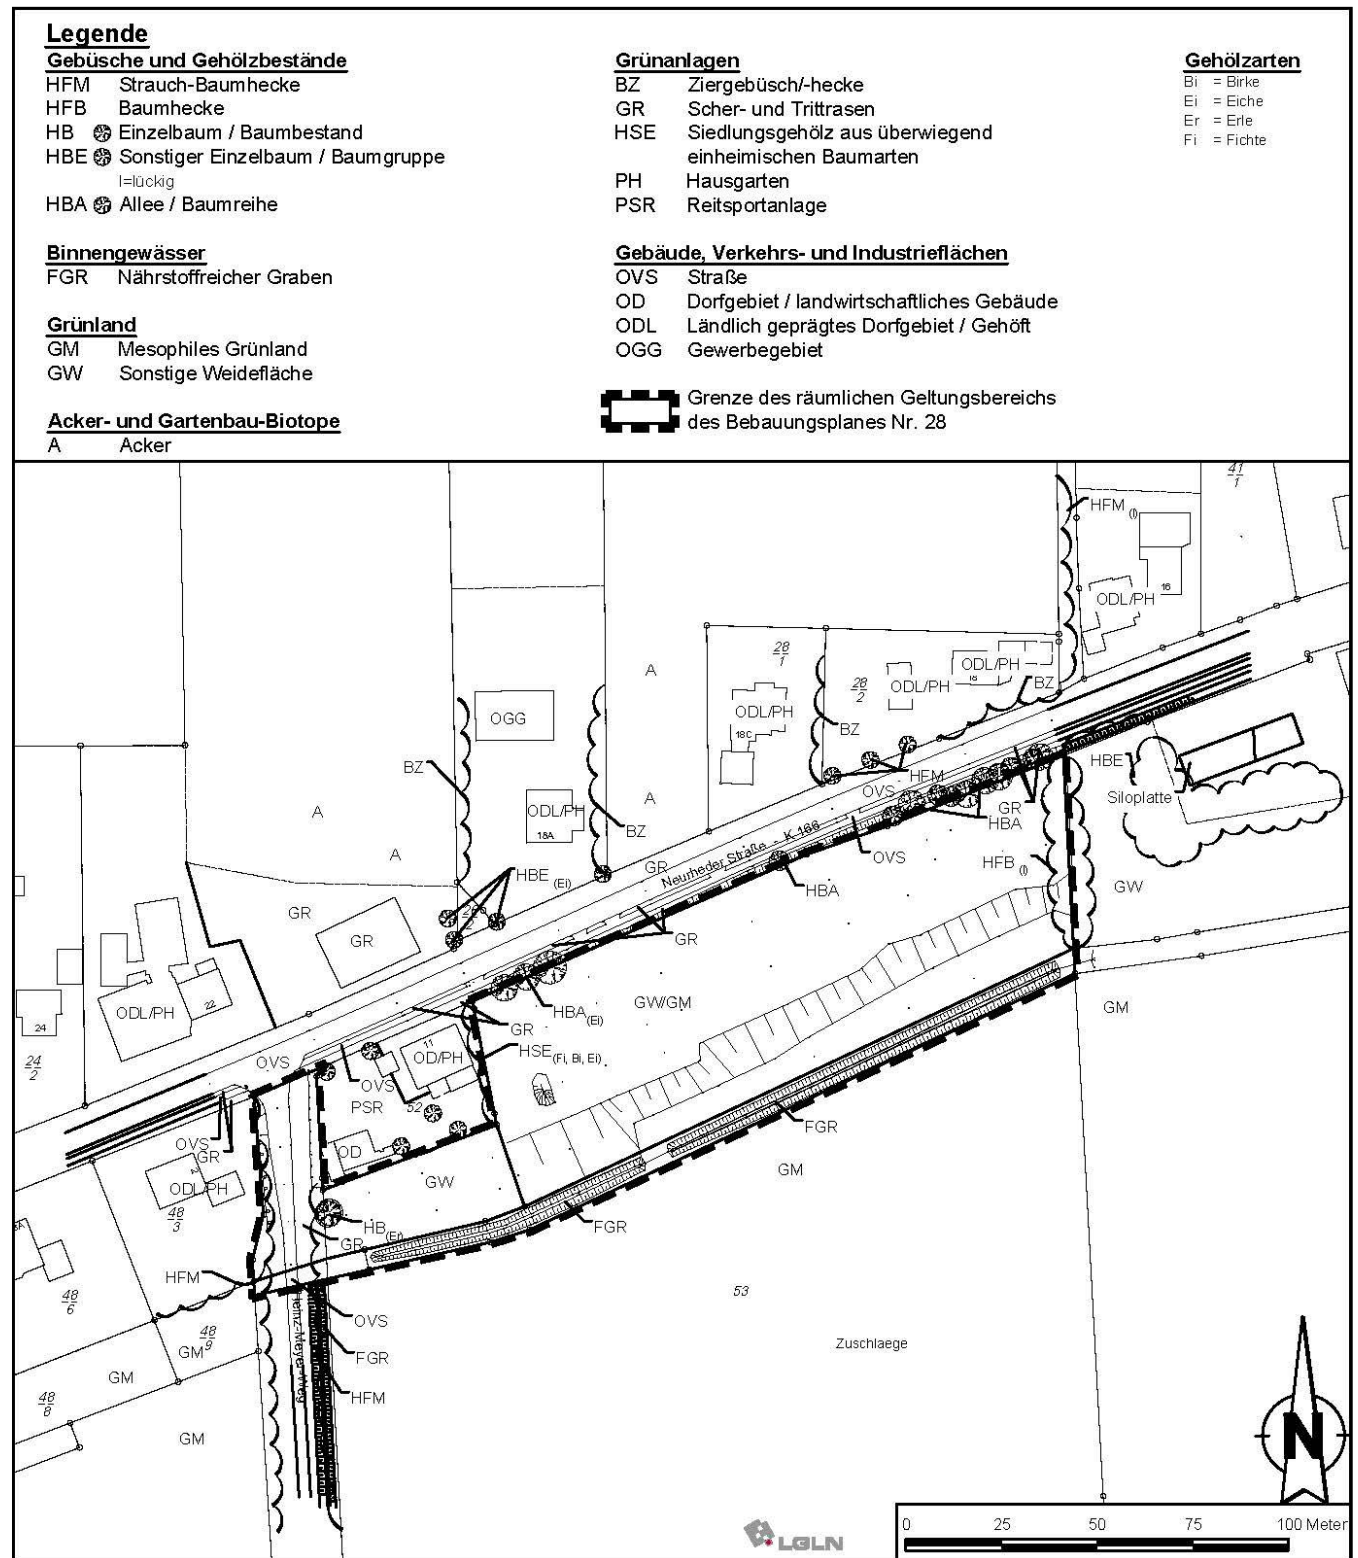 Legende
Gebüsche und Gehölzbestände
HFM Strauch-Baumhecke
HFB Baumhecke
HB Einzelbaum / Baumbestand
HBE Sonstiger Einzelbaum / Baumgruppe
l=lückig
HBA Allee / Baumreihe
Binnengewässer
FGR Nährstoffreicher Graben
Grünland
GM Mesophiles Grünland
GW Sonstige Weidefläche
Acker- und Gartenbau-Biotope
A Acker
Grünanlagen
BZ Ziergebüsch/-hecke
GR Scher- und Trittrasen
HSE Siedlungsgehölz aus überwiegend
einheimischen Baumarten
PH Hausgarten
PSR Reitsportanlage
Gebäude, Verkehrs- und Industrieflächen
OVS Straße
OD Dorfgebiet / landwirtschaftliches Gebäude
ODL Ländlich geprägtes Dorfgebiet / Gehöft
OGG Gewerbegebiet
Grenze des räumlichen Geltungsbereichs
des Bebauungsplanes Nr. 28
Gehölzarten
Bi = Birke
Ei = Eiche
Er = Erle
Fi = Fichte
41
1
HFM (l)
16
ODL/PH
28
1
A
ODL/PH
18
28
2
ODL/PH
BZ
OGG
ODL/PH
18C
BZ
HBE
BZ
HFM
OVS
Siloplatte
A
ODL/PH
18A
A
BZ
GR
HBA
Neurheder Straße - K 166
OVS
A
HBE (Ei)
GR
HFB (l)
HBA
GW
GR
GR
GR
GW/GM
HBA (Ei)
GM
ODL/PH
22
24
GR
HSE (Fi, Bi, Ei)
11
OD/PH
24
2
OVS
OVS
PSR
52
FGR
OVS
GR
OD
GM
2
ODL/PH
48
3
GW
HB (Ei)
GR
FGR
HFM
48
6
53
OVS
Heinz-Meyer-Weg
48
9
GM
FGR
Zuschlaege
GM
HFM
48
8
GM
N
LGLN
0 25 50 75 100 Meter